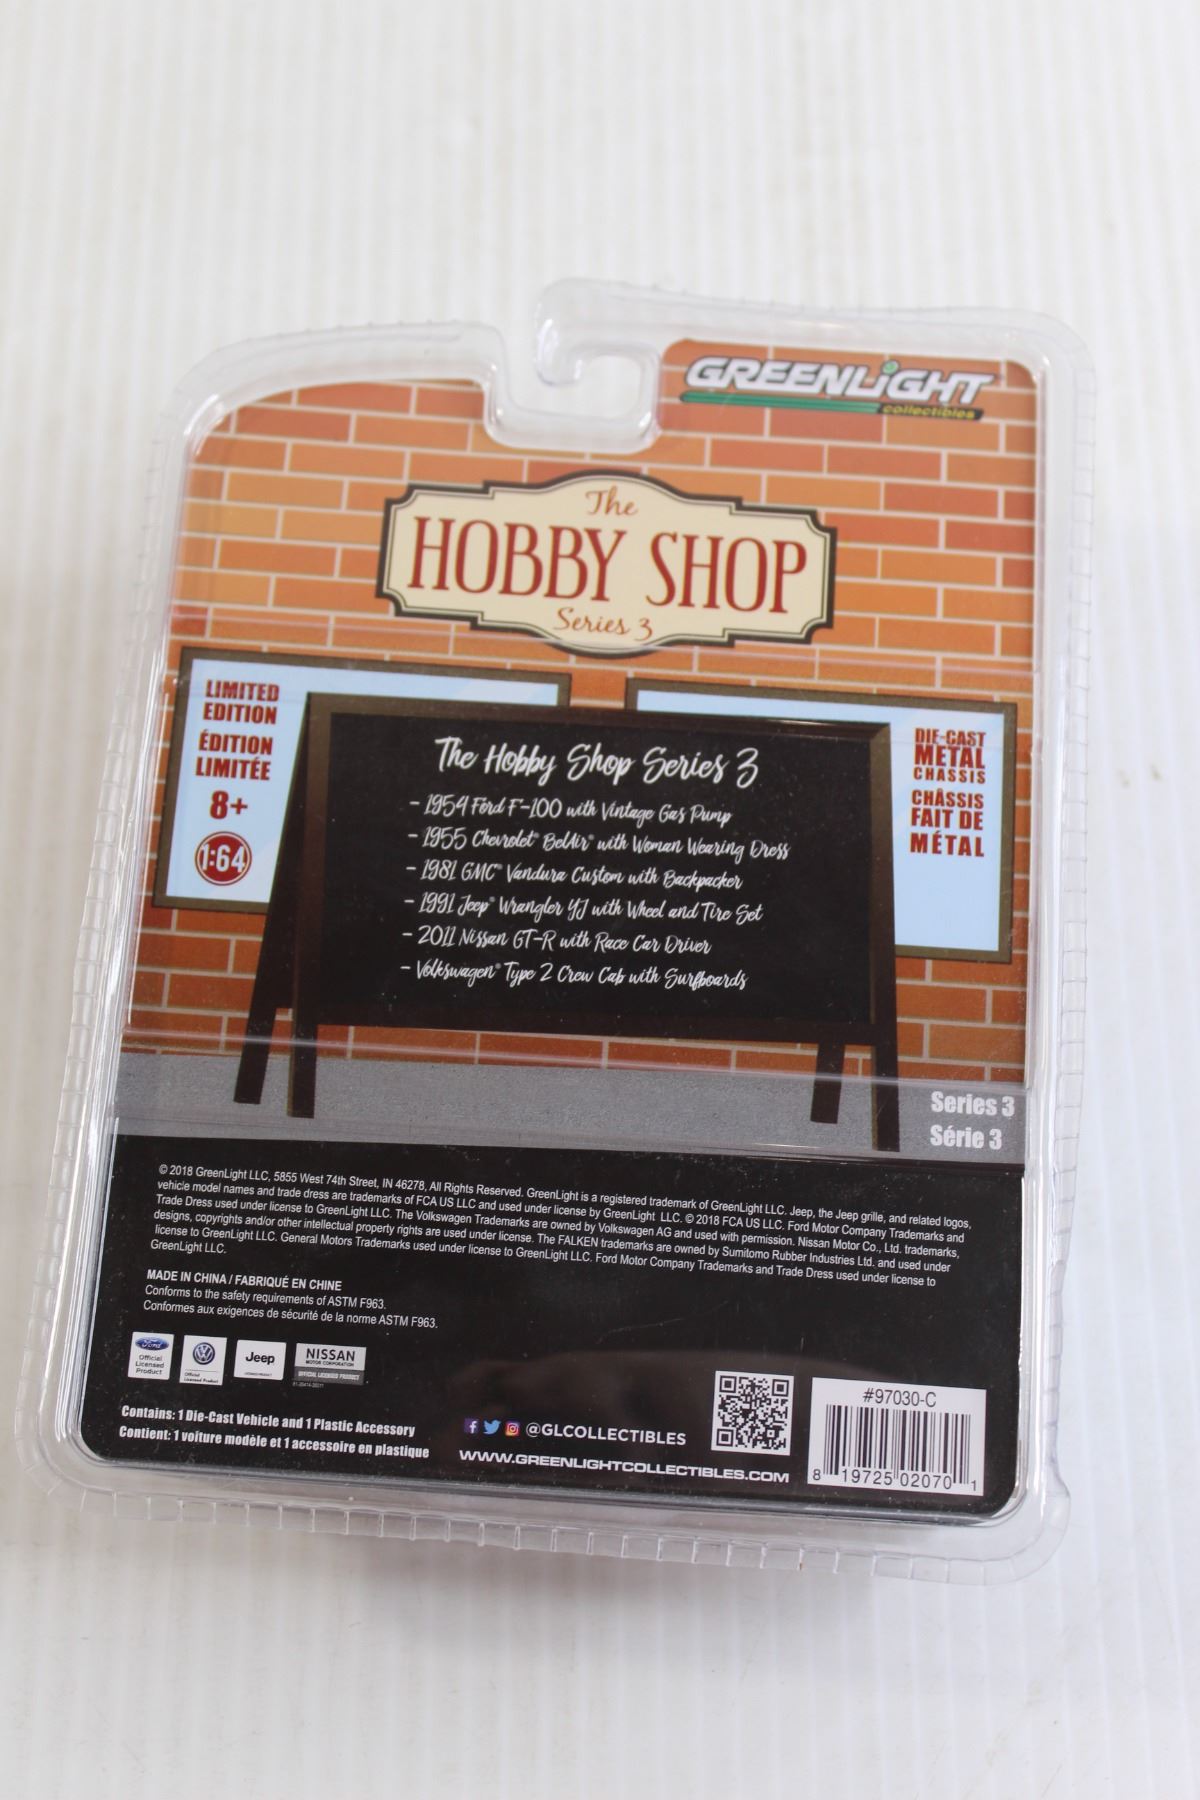 GREENLiGHT
collectibles
The
HOBBY SHOP
Series 3
LIMITED
EDITION
ÉDITION
LIMITÉE
8+
1:64
The Hobby Shop Series 3
- 1954 Ford F-100 with Vintage Gas Pump
- 1955 Chevrolet® BelAir® with Woman Wearing Dress
- 1981 GMC® Vandura Custom with Backpacker
- 1991 Jeep® Wrangler YJ with Wheel and Tire Set
- 2011 Nissan GT-R with Race Car Driver
- Volkswagen® Type 2 Crew Cab with Surfboards
DIE-CAST
METAL
CHASSIS
CHÂSSIS
FAIT DE
MÉTAL
Series 3
Série 3
© 2018 GreenLight LLC, 5855 West 74th Street, IN 46278, All Rights Reserved. GreenLight is a registered trademark of GreenLight LLC. Jeep, the Jeep grille, and related logos,
vehicle model names and trade dress are trademarks of FCA US LLC and used under license by GreenLight LLC. © 2018 FCA US LLC. Ford Motor Company Trademarks and
Trade Dress used under license to GreenLight LLC. The Volkswagen Trademarks are owned by Volkswagen AG and used with permission. Nissan Motor Co., Ltd. trademarks,
designs, copyrights and/or other intellectual property rights are used under license. The FALKEN trademarks are owned by Sumitomo Rubber Industries Ltd. and used under
license to GreenLight LLC. General Motors Trademarks used under license to GreenLight LLC. Ford Motor Company Trademarks and Trade Dress used under license to
GreenLight LLC.
MADE IN CHINA / FABRIQUÉ EN CHINE
Conforms to the safety requirements of ASTM F963.
Conformes aux exigences de sécurité de la norme ASTM F963.
Ford
Official
Licensed
Product
Official
Licensed Product
Jeep
NISSAN
MOTOR CORPORATION
OFFICIAL LICENSED PRODUCT
Contains: 1 Die-Cast Vehicle and 1 Plastic Accessory
Contient: 1 voiture modèle et 1 accessoire en plastique
@GLCOLLECTIBLES
WWW.GREENLIGHTCOLLECTIBLES.COM
#97030-C
8 19725 02070 1